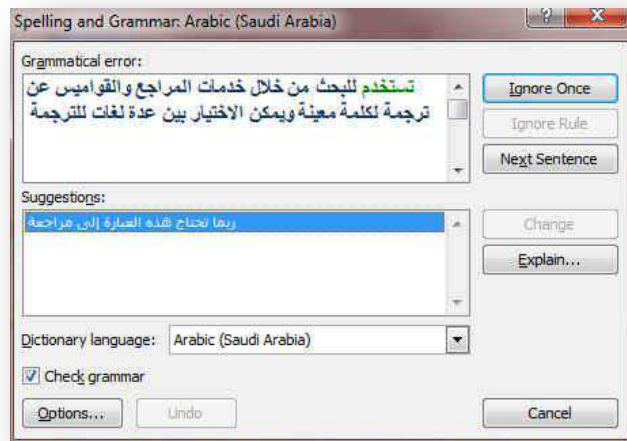 Spelling and Grammar: Arabic (Saudi Arabia)
Grammatical error:
تستخدم للبحث من خلال خدمات المراجع والقواميس عن
ترجمة لكلمة معينة ويمكن الاختيار بين عدة لغات للترجمة
Ignore Once
Ignore Rule
Next Sentence
Suggestions:
ربما تحتاج هذه العبارة إلى مراجعة
Change
Explain...
Dictionary language:
Arabic (Saudi Arabia)
Check grammar
Options...
Undo
Cancel